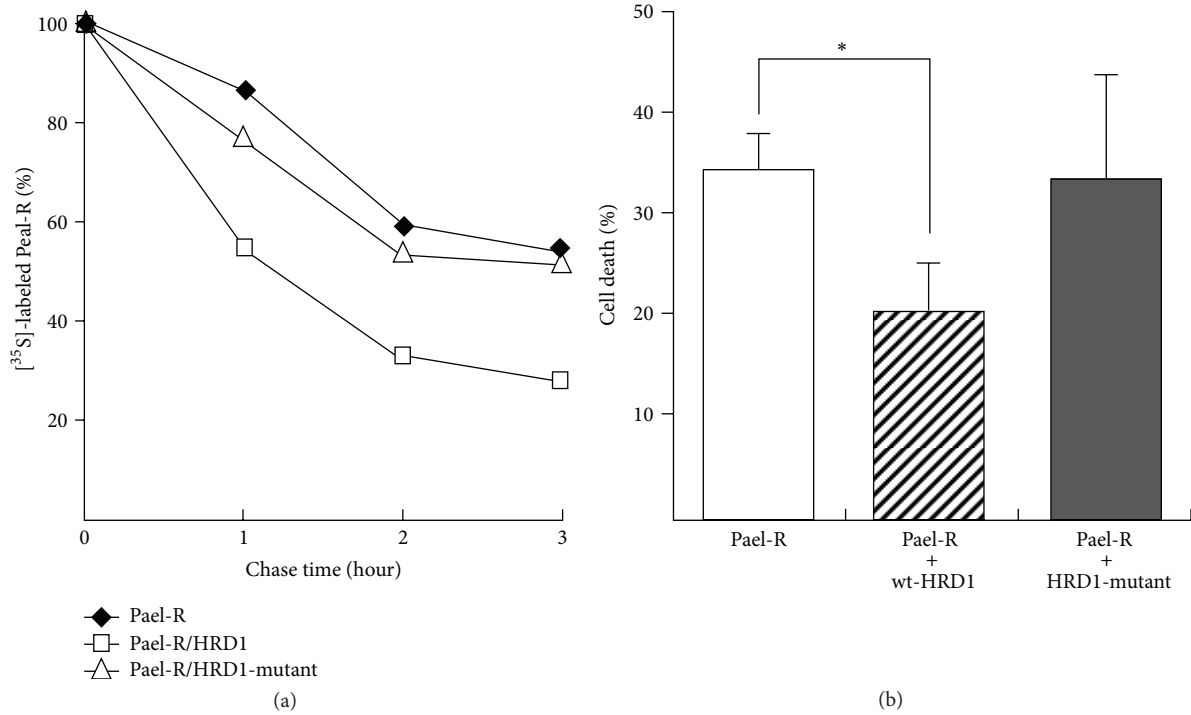 100
80
60
40
20
[35S]-labeled Peal-R (%)
0
1
2
3
Chase time (hour)
Pael-R
Pael-R/HRD1
Pael-R/HRD1-mutant
(a)
50
40
30
20
10
Cell death (%)
*
Pael-R
Pael-R
+
wt-HRD1
Pael-R
+
HRD1-mutant
(b)